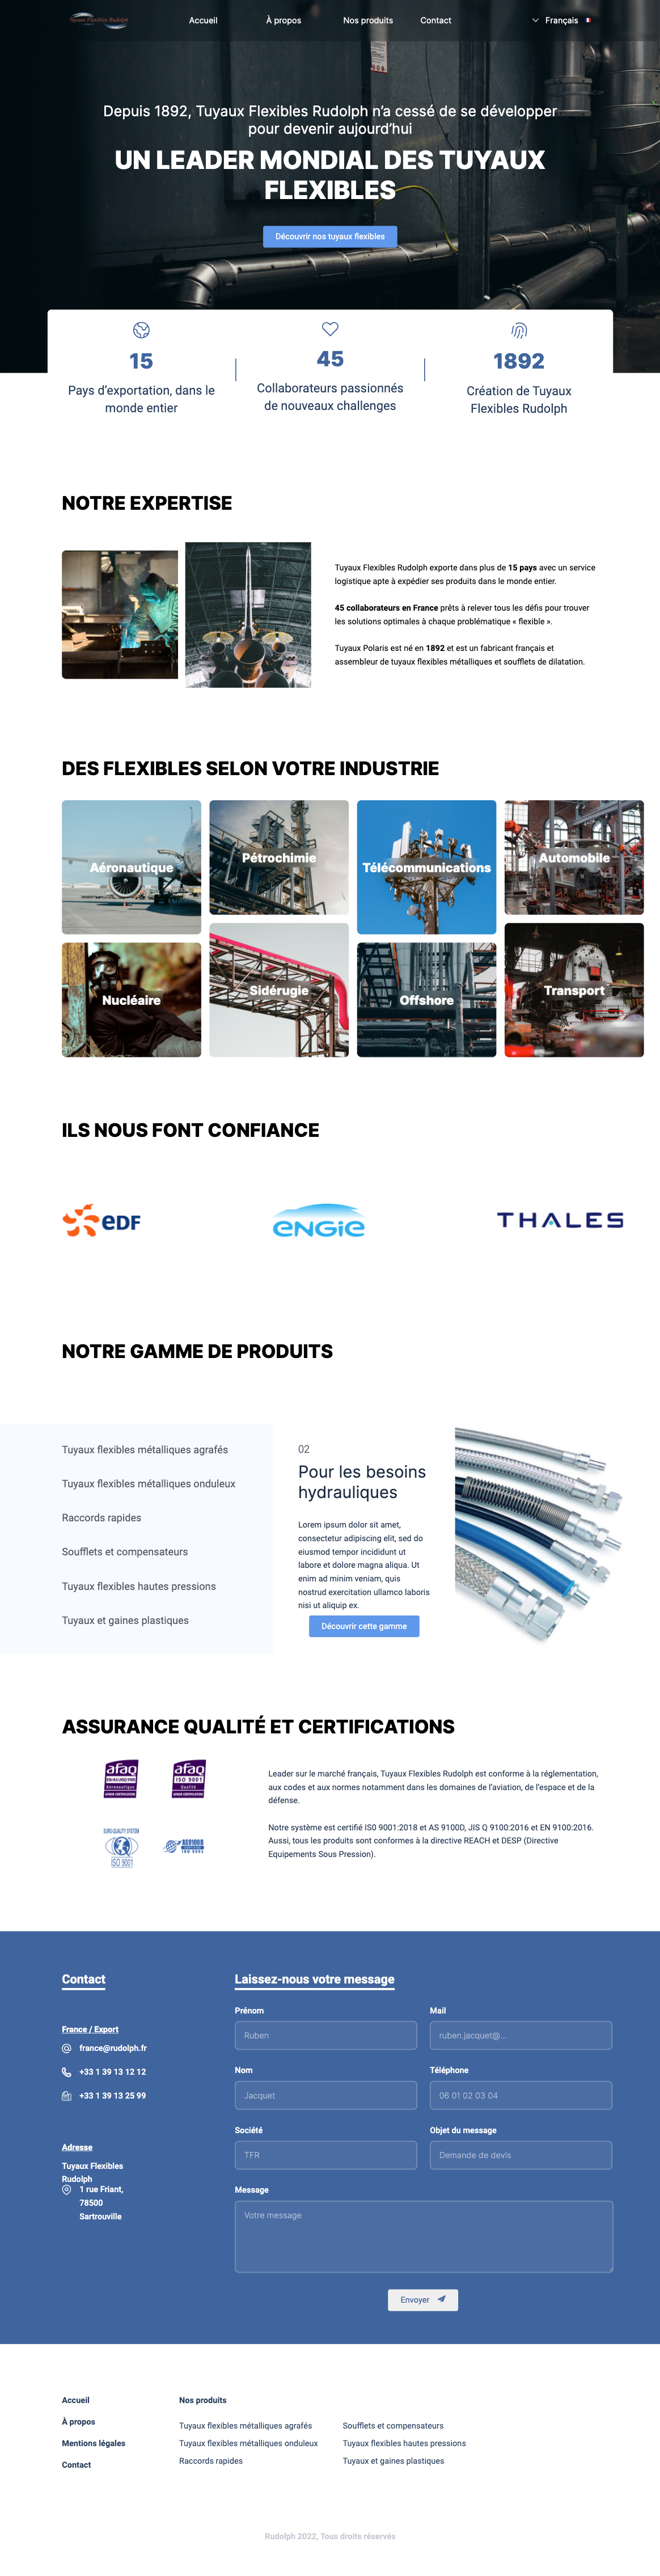 Tuyaux Flexibles Rudolph
Accueil
À propos
Nos produits
Contact
Français
Depuis 1892, Tuyaux Flexibles Rudolph n’a cessé de se développer
pour devenir aujourd’hui
UN LEADER MONDIAL DES TUYAUX
FLEXIBLES
Découvrir nos tuyaux flexibles
15
Pays d’exportation, dans le
monde entier
45
Collaborateurs passionnés
de nouveaux challenges
1892
Création de Tuyaux
Flexibles Rudolph
NOTRE EXPERTISE
Tuyaux Flexibles Rudolph exporte dans plus de 15 pays avec un service
logistique apte à expédier ses produits dans le monde entier.
45 collaborateurs en France prêts à relever tous les défis pour trouver
les solutions optimales à chaque problématique « flexible ».
Tuyaux Polaris est né en 1892 et est un fabricant français et
assembleur de tuyaux flexibles métalliques et soufflets de dilatation.
DES FLEXIBLES SELON VOTRE INDUSTRIE
Aéronautique
Pétrochimie
Télécommunications
Automobile
Nucléaire
Sidérugie
Offshore
Transport
ILS NOUS FONT CONFIANCE
eDF
ENGIE
THALES
NOTRE GAMME DE PRODUITS
Tuyaux flexibles métalliques agrafés
Tuyaux flexibles métalliques onduleux
Raccords rapides
Soufflets et compensateurs
Tuyaux flexibles hautes pressions
Tuyaux et gaines plastiques
02
Pour les besoins
hydrauliques
Lorem ipsum dolor sit amet,
consectetur adipiscing elit, sed do
eiusmod tempor incididunt ut
labore et dolore magna aliqua. Ut
enim ad minim veniam, quis
nostrud exercitation ullamco laboris
nisi ut aliquip ex.
Découvrir cette gamme
ASSURANCE QUALITÉ ET CERTIFICATIONS
afaq
Aéronautique
AFNOR CERTIFICATION
afaq
ISO 9001
Qualité
AFNOR CERTIFICATION
EURO QUALITY SYSTEM
ISO 9001
AS9100D
ISO 9001
Leader sur le marché français, Tuyaux Flexibles Rudolph est conforme à la réglementation,
aux codes et aux normes notamment dans les domaines de l’aviation, de l’espace et de la
défense.
Notre système est certifié IS0 9001:2018 et AS 9100D, JIS Q 9100:2016 et EN 9100:2016.
Aussi, tous les produits sont conformes à la directive REACH et DESP (Directive
Equipements Sous Pression).
Contact
France / Export
france@rudolph.fr
+33 1 39 13 12 12
+33 1 39 13 25 99
Adresse
Tuyaux Flexibles
Rudolph
1 rue Friant,
78500
Sartrouville
Laissez-nous votre message
Prénom
Ruben
Mail
ruben.jacquet@...
Nom
Jacquet
Téléphone
06 01 02 03 04
Société
TFR
Objet du message
Demande de devis
Message
Votre message
Envoyer
Accueil
À propos
Mentions légales
Contact
Nos produits
Tuyaux flexibles métalliques agrafés
Tuyaux flexibles métalliques onduleux
Raccords rapides
Soufflets et compensateurs
Tuyaux flexibles hautes pressions
Tuyaux et gaines plastiques
Rudolph 2022, Tous droits réservés